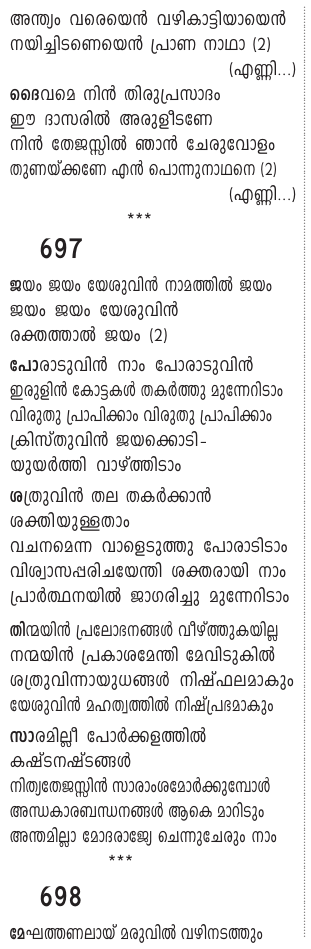 അന്ത്യം വരെയെൻ വഴികാട്ടിയായെൻ
നയിച്ചിടണെയെൻ പ്രാണ നാഥാ (2)
(എണ്ണി...)
ദൈവമെ നിൻ തിരുപ്രസാദം
ഈ ദാസരിൽ അരുളീടണേ
നിൻ തേജസ്സിൽ ഞാൻ ചേരുവോളം
തുണയ്ക്കണേ എൻ പൊന്നുനാഥനെ (2)
(എണ്ണി...)
***
697
ജയം ജയം യേശുവിൻ നാമത്തിൽ ജയം
ജയം ജയം യേശുവിൻ
രക്തത്താൽ ജയം (2)
പോരാടുവിൻ നാം പോരാടുവിൻ
ഇരുളിൻ കോട്ടകൾ തകർത്തു മുന്നേറിടാം
വിരുതു പ്രാപിക്കാം വിരുതു പ്രാപിക്കാം
ക്രിസ്തുവിൻ ജയക്കൊടി-
യുയർത്തി വാഴ്ത്തിടാം
ശത്രുവിൻ തല തകർക്കാൻ
ശക്തിയുള്ളതാം
വചനമെന്ന വാളെടുത്തു പോരാടിടാം
വിശ്വാസപ്പരിചയേന്തി ശക്തരായി നാം
പ്രാർത്ഥനയിൽ ജാഗരിച്ചു മുന്നേറിടാം
തിന്മയിൻ പ്രലോഭനങ്ങൾ വീഴ്ത്തുകയില്ല
നന്മയിൻ പ്രകാശമേന്തി മേവിടുകിൽ
ശത്രുവിന്നായുധങ്ങൾ നിഷ്ഫലമാകും
യേശുവിൻ മഹത്വത്തിൽ നിഷ്പ്രഭമാകും
സാരമില്ലീ പോർക്കളത്തിൽ
കഷ്ടനഷ്ടങ്ങൾ
നിത്യതേജസ്സിൻ സാരാംശമോർക്കുമ്പോൾ
അന്ധകാരബന്ധനങ്ങൾ ആകെ മാറിടും
അന്തമില്ലാ മോദരാജ്യേ ചെന്നുചേരും നാം
***
698
മേഘത്തണലായ് മരുവിൽ വഴിനടത്തും